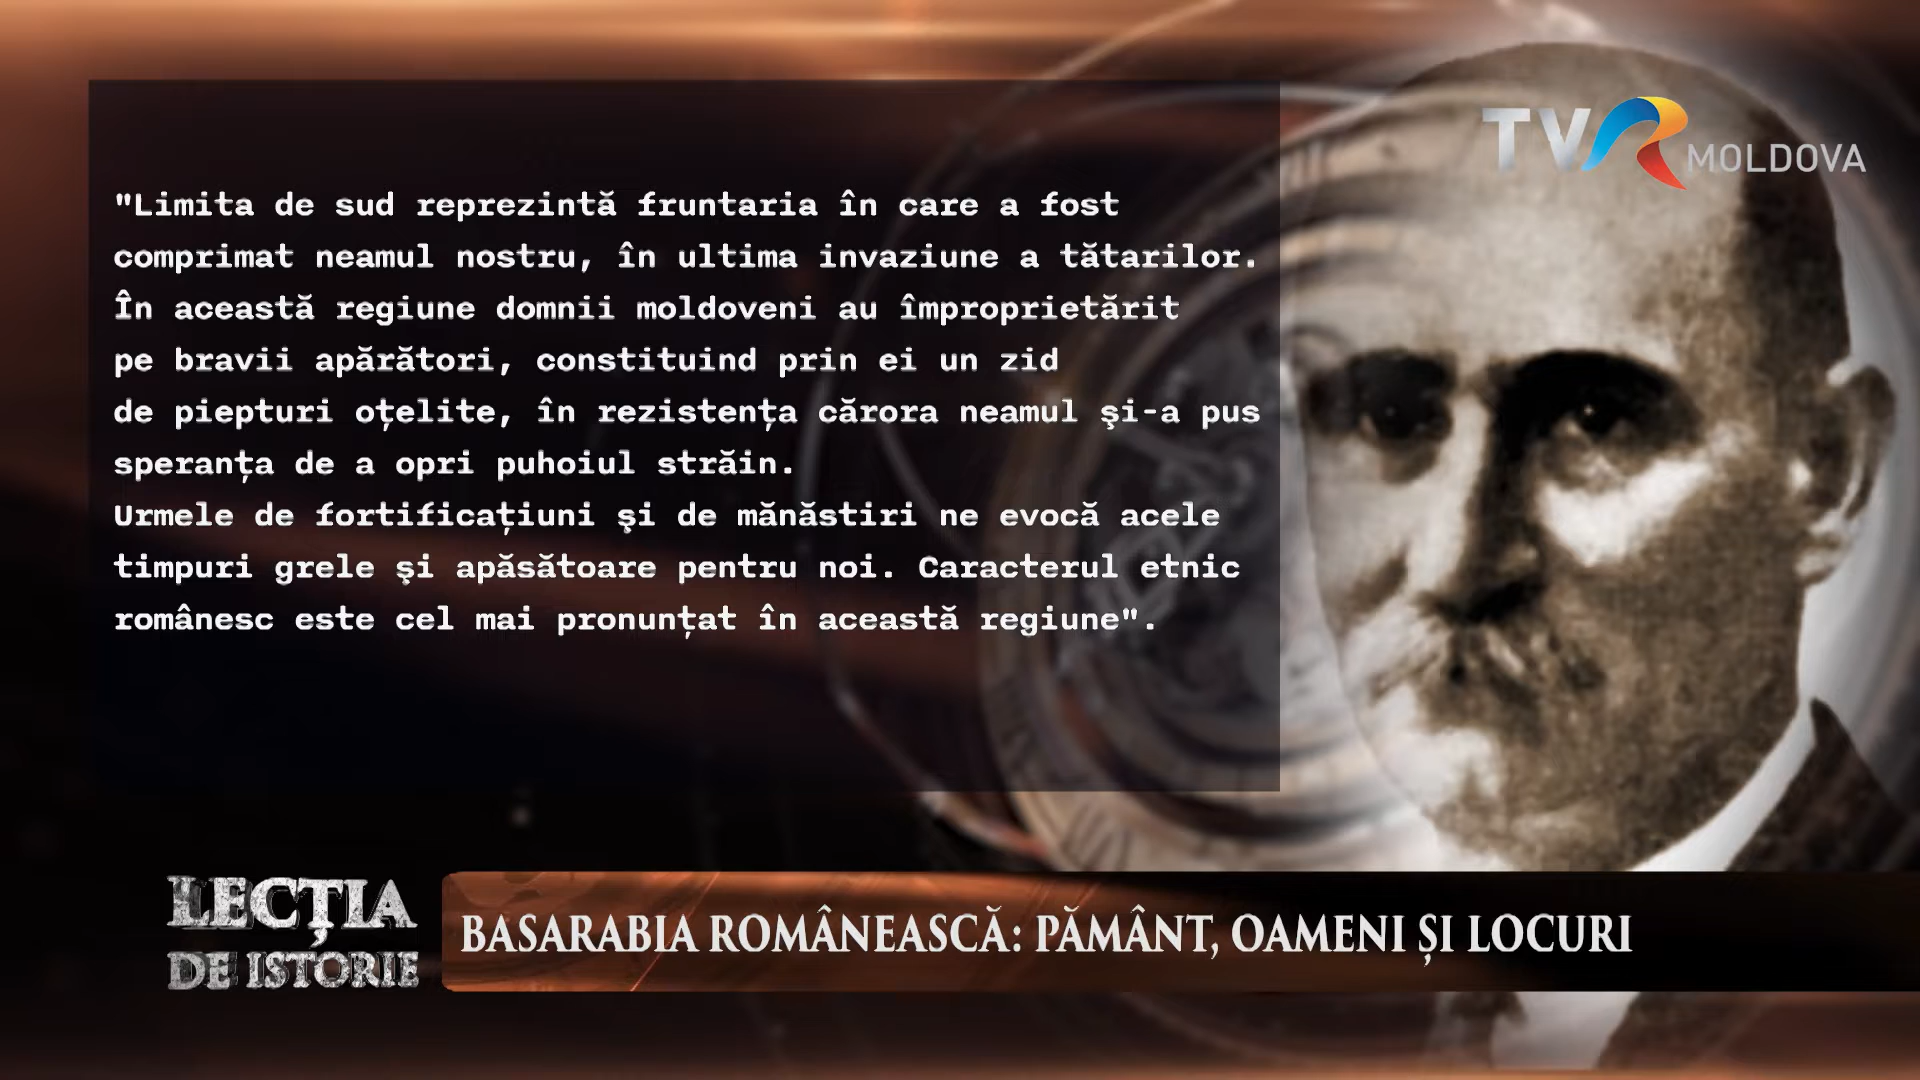 TVR MOLDOVA
"Limita de sud reprezintă fruntaria în care a fost
comprimat neamul nostru, în ultima invaziune a tătarilor.
În această regiune domnii moldoveni au împroprietărit
pe bravii apărători, constituind prin ei un zid
de piepturi oțelite, în rezistența cărora neamul şi-a pus
speranța de a opri puhoiul străin.
Urmele de fortificațiuni şi de mănăstiri ne evocă acele
timpuri grele şi apăsătoare pentru noi. Caracterul etnic
românesc este cel mai pronunțat în această regiune".
LECȚIA
DE ISTORIE
BASARABIA ROMÂNEASCĂ: PĂMÂNT, OAMENI ȘI LOCURI